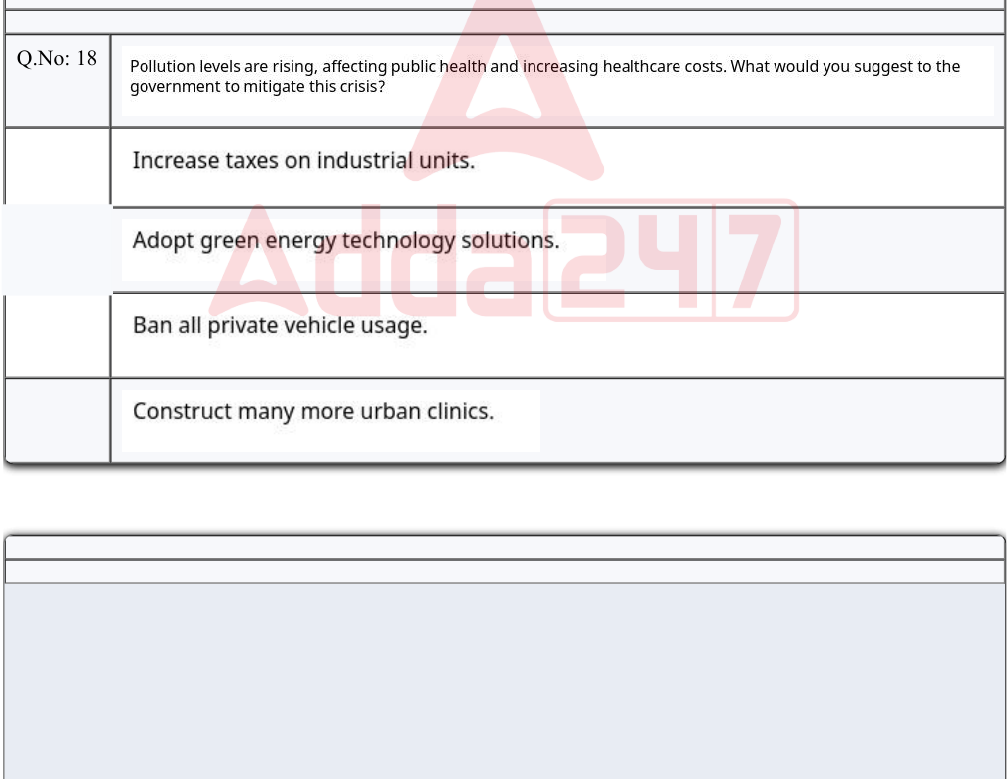 Q.No: 18
Pollution levels are rising, affecting public health and increasing healthcare costs. What would you suggest to the
government to mitigate this crisis?
Increase taxes on industrial units.
Adopt green energy technology solutions.
Adda247
Ban all private vehicle usage.
Construct many more urban clinics.